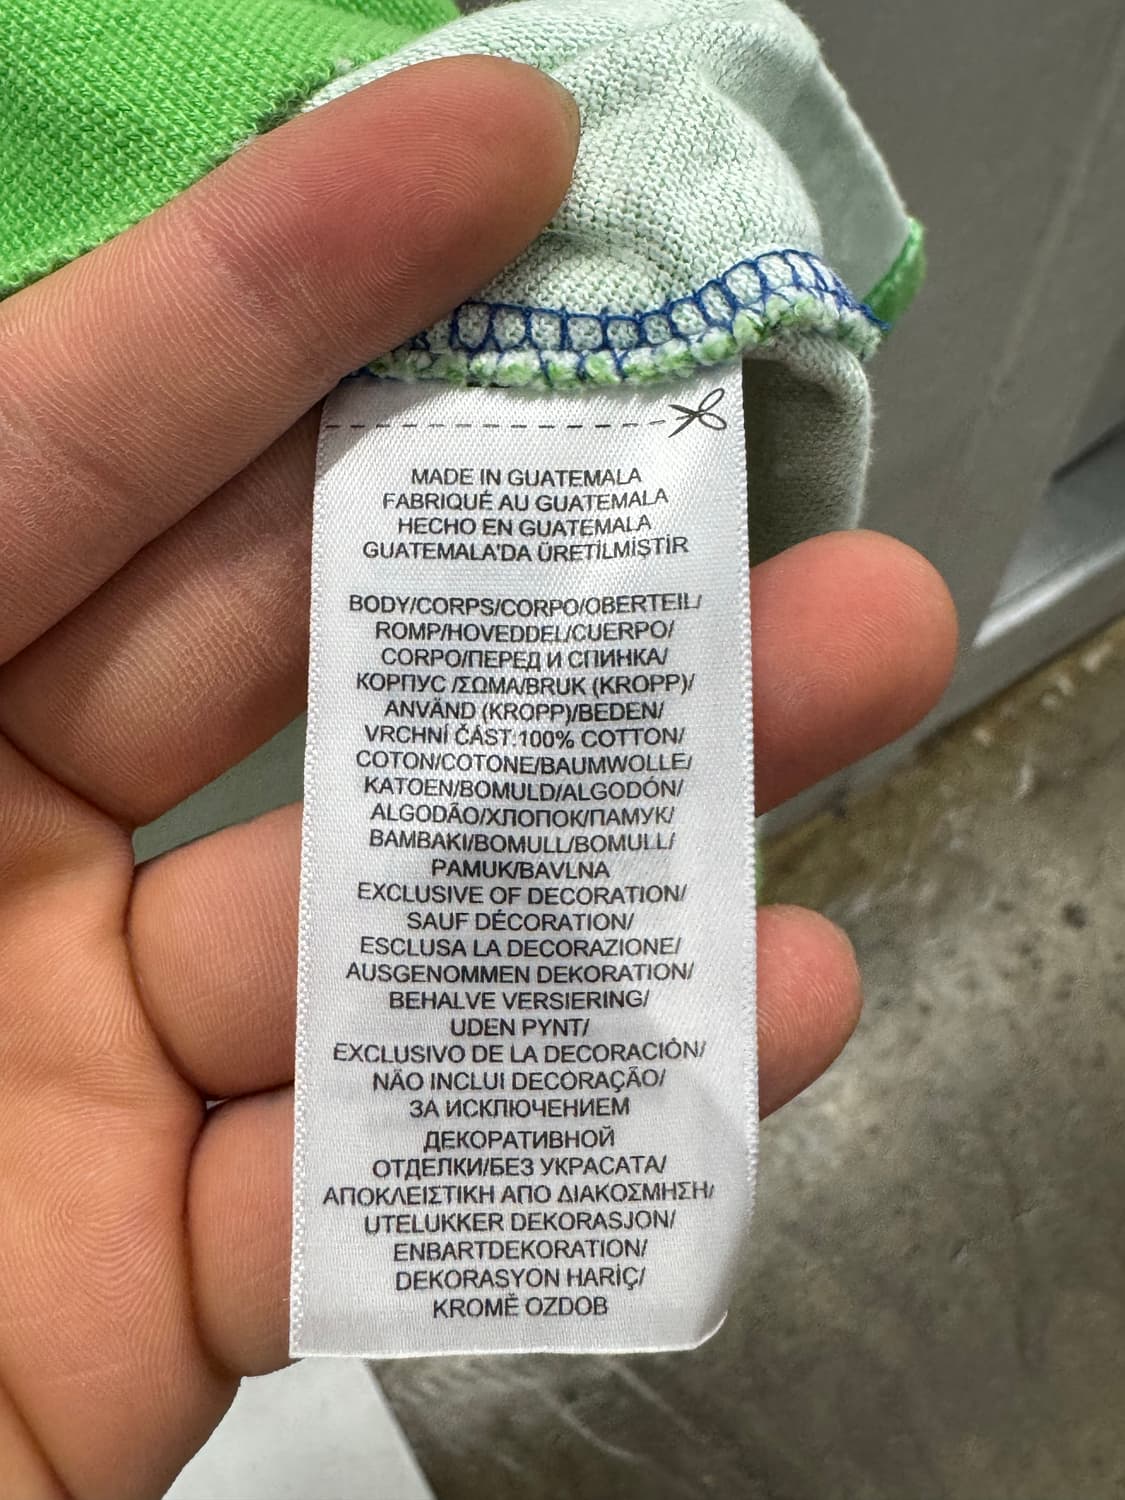 MADE IN GUATEMALA
FABRIQUÉ AU GUATEMALA
HECHO EN GUATEMALA
GUATEMALA'DA ÜRETİLMİŞTİR
BODY/CORPS/CORPO/OBERTEIL/
ROMP/HOVEDDEL/CUERPO/
CORPO/ПЕРЕД И СПИНКА/
КОРПУС /ΣΩΜΑ/BRUK (KROPP)/
ANVÄND (KROPP)/BEDEN/
VRCHNÍ ČÁST:100% COTTON/
COTON/COTONE/BAUMWOLLE/
KATOEN/BOMULD/ALGODÓN/
ALGODÃO/ХЛОПОК/ПАМУК/
BAMBAKI/BOMULL/BOMULL/
PAMUK/BAVLNA
EXCLUSIVE OF DECORATION/
SAUF DÉCORATION/
ESCLUSA LA DECORAZIONE/
AUSGENOMMEN DEKORATION/
BEHALVE VERSIERING/
UDEN PYNT/
EXCLUSIVO DE LA DECORACIÓN/
NÃO INCLUI DECORAÇÃO/
ЗА ИСКЛЮЧЕНИЕМ
ДЕКОРАТИВНОЙ
ОТДЕЛКИ/БЕЗ УКРАСАТА/
ΑΠΟΚΛΕΙΣΤΙΚΗ ΑΠΟ ΔΙΑΚΟΣΜΗΣΗ/
UTELUKKER DEKORASJON/
ENBARTDEKORATION/
DEKORASYON HARİÇ/
KROMĚ OZDOB